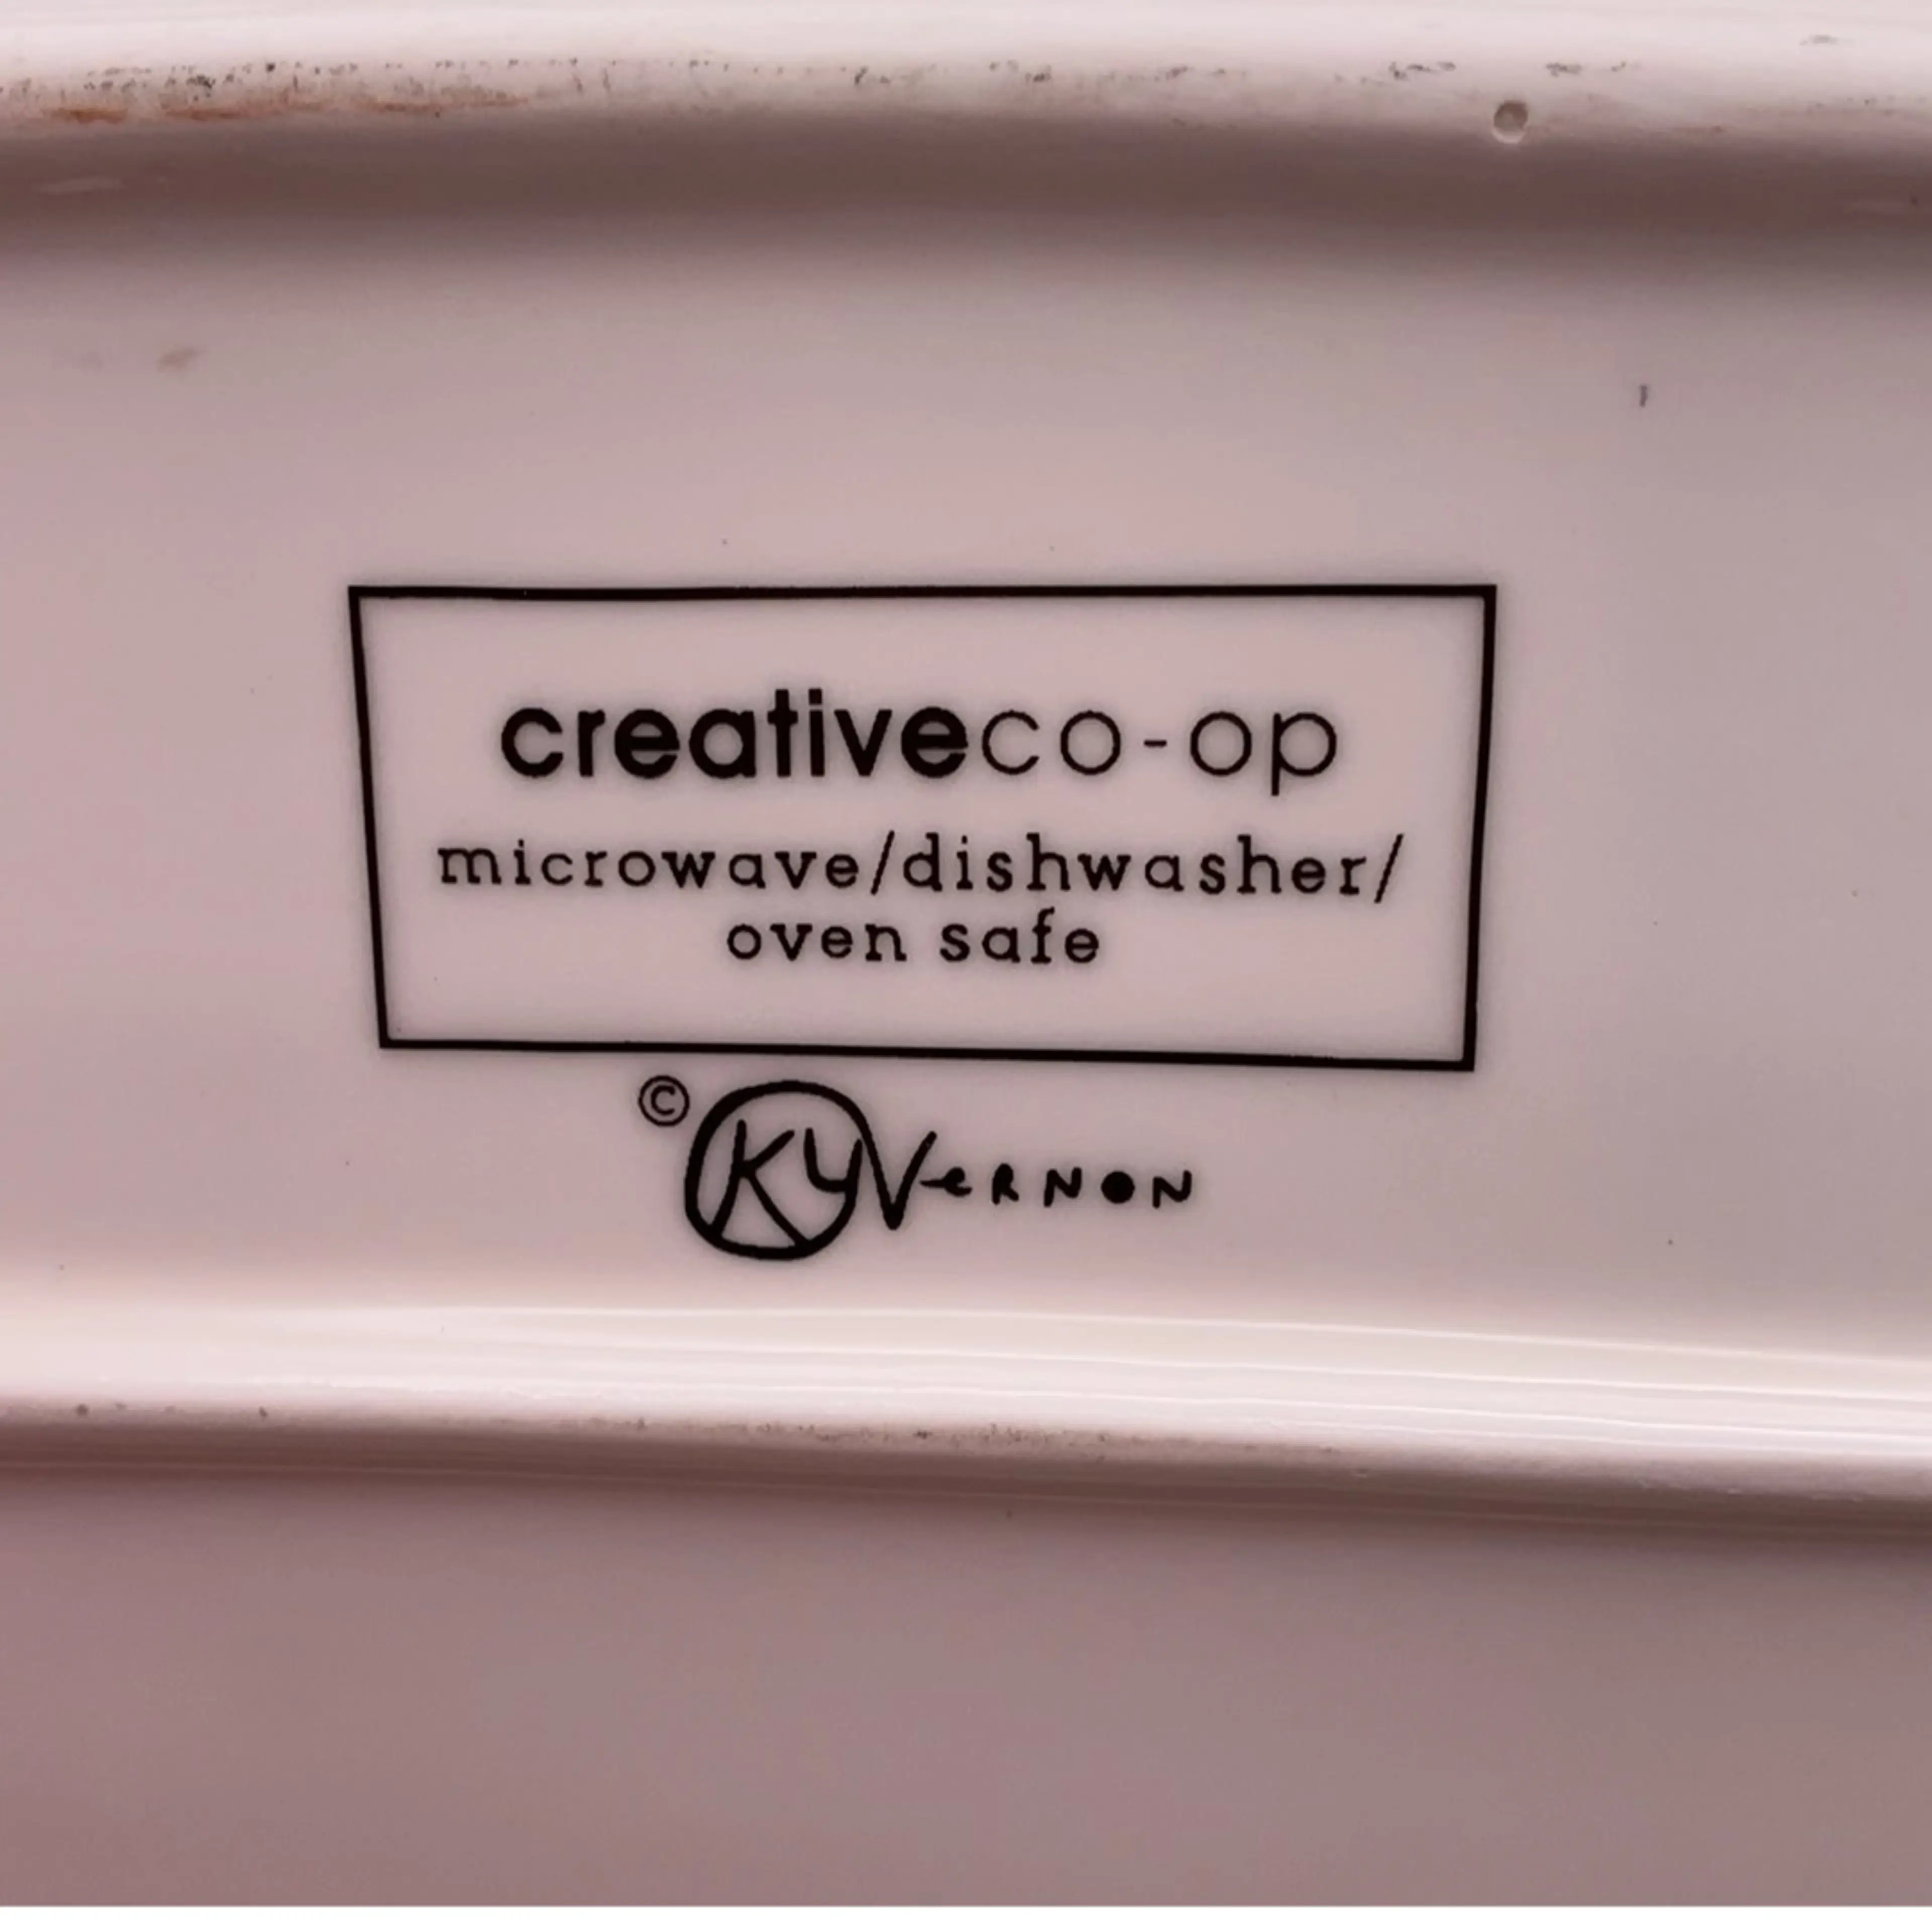 creativeco-op
microwave/dishwasher/
oven safe
© KYVeRNON